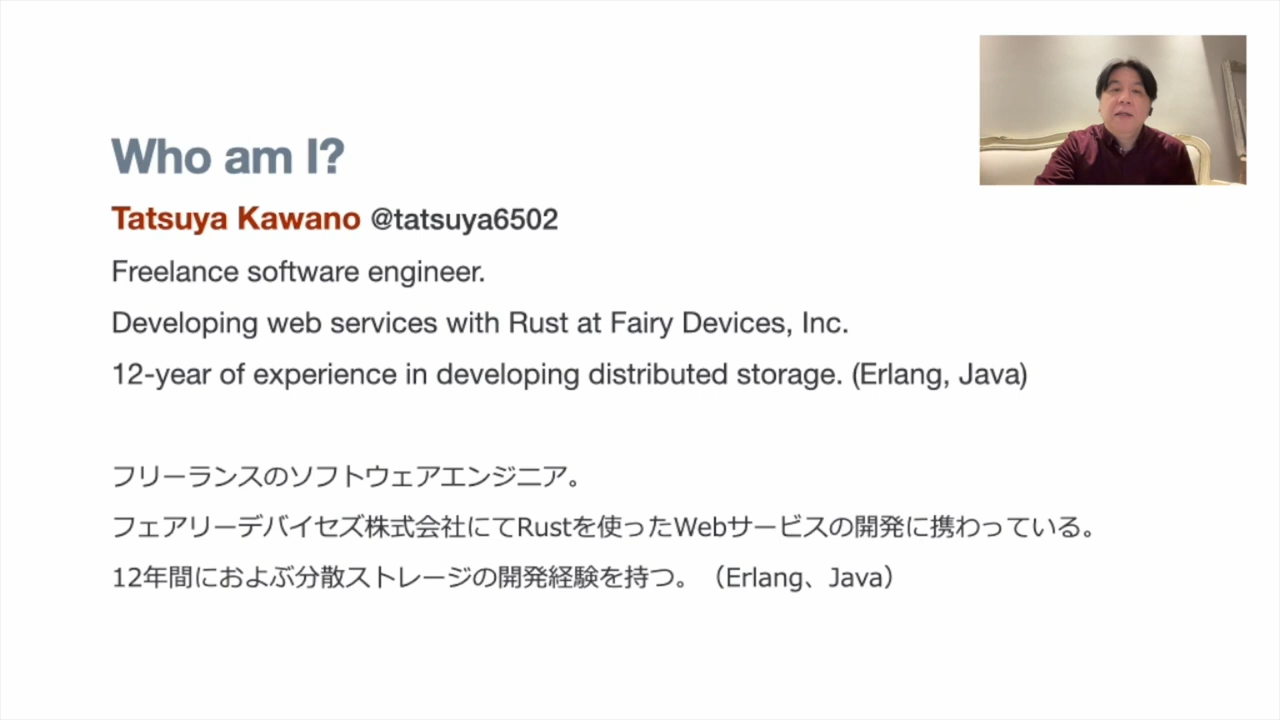 Who am I?
Tatsuya Kawano @tatsuya6502
Freelance software engineer.
Developing web services with Rust at Fairy Devices, Inc.
12-year of experience in developing distributed storage. (Erlang, Java)
フリーランスのソフトウェアエンジニア。
フェアリーデバイセズ株式会社にてRustを使ったWebサービスの開発に携わっている。
12年間におよぶ分散ストレージの開発経験を持つ。（Erlang、Java）